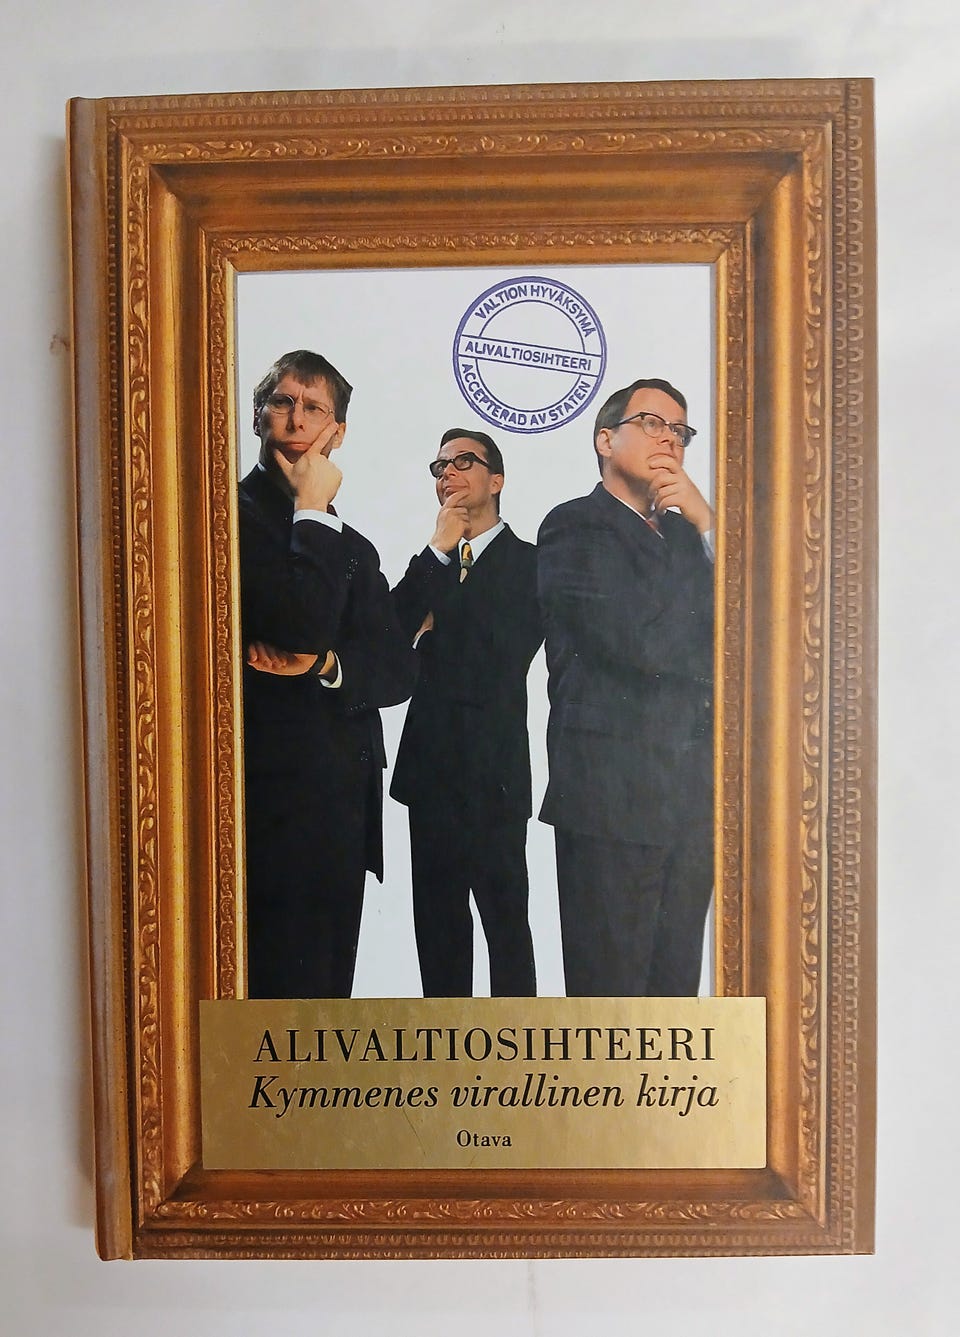 VALTION HYVÄKSYMÄ
ALIVALTIOSIHTEERI
ACCEPTERAD AV STATEN
ALIVALTIOSIHTEERI
Kymmenes virallinen kirja
Otava